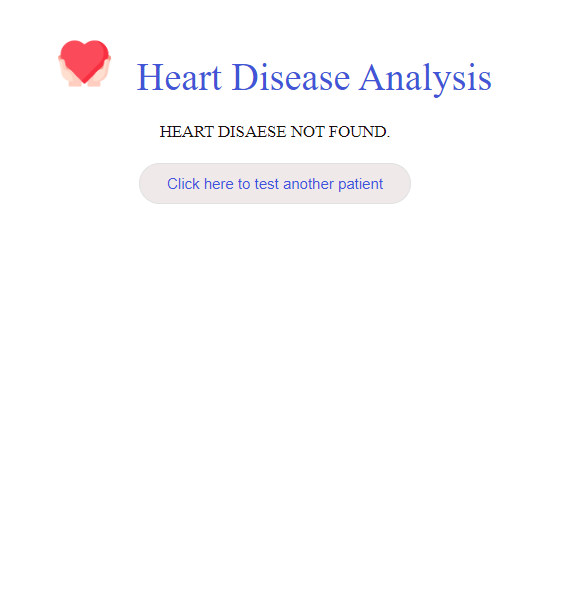 Heart Disease Analysis
HEART DISAESE NOT FOUND.
Click here to test another patient